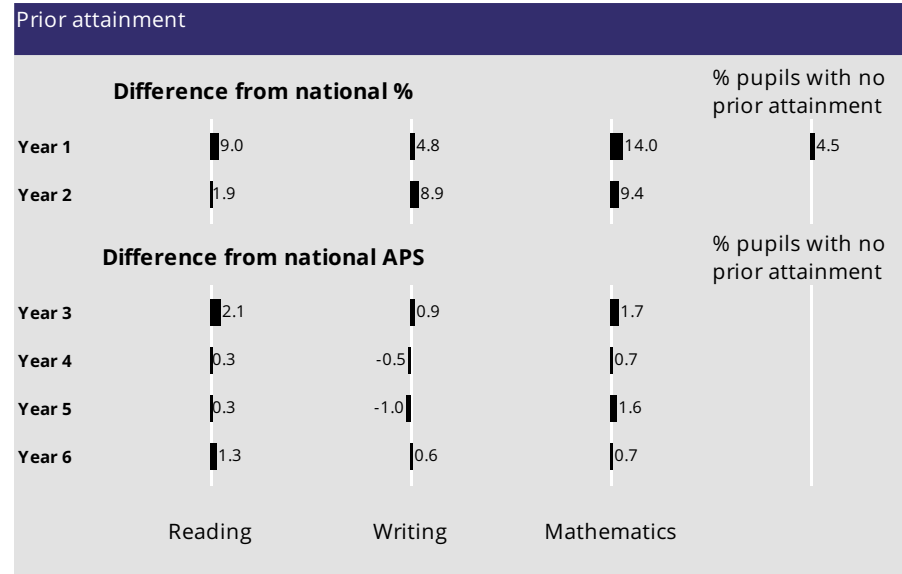 Prior attainment
Difference from national %
% pupils with no
prior attainment
Year 1 9.0 4.8 14.0 4.5
Year 2 1.9 8.9 9.4
Difference from national APS
% pupils with no
prior attainment
Year 3 2.1 0.9 1.7
Year 4 0.3 -0.5 0.7
Year 5 0.3 -1.0 1.6
Year 6 1.3 0.6 0.7
Reading Writing Mathematics